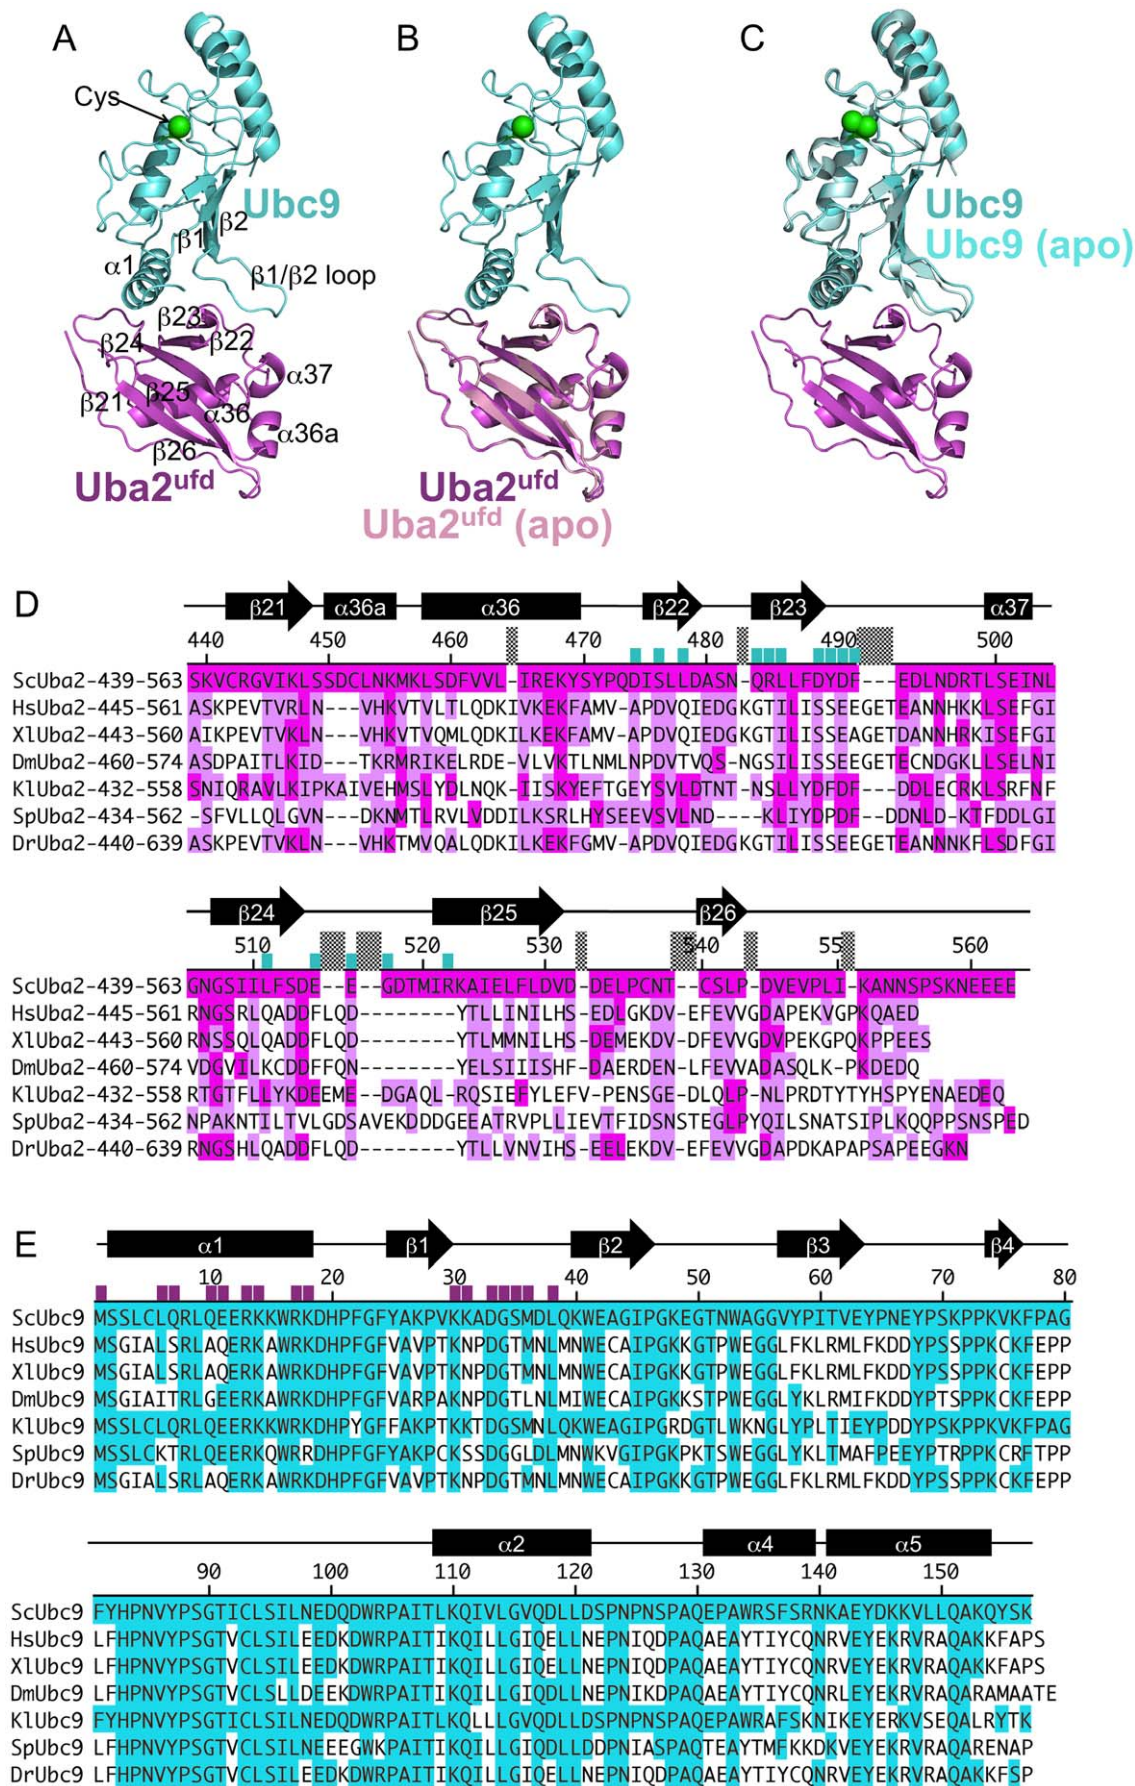 A B C
Cys
Ubc9
β2
β1
α1
β1/β2 loop
β23
β24 β22
α37
β25
β21 α36
α36a
β26
Uba2ufd
Uba2ufd
Uba2ufd (apo)
Ubc9
Ubc9 (apo)
D
β21 α36a α36 β22 β23 α37
440 450 460 470 480 490 500
ScUba2-439-563 SKVCRGVIKLSSDCLNKMKLSDFVVL-IREKYSYPQDISLLDASN-QRLLFDYDF---EDLNDRTLSEINL
HsUba2-445-561 ASKPEVTVRLN---VHKVTVLTLQDKIVKEKFAMV-APDVQIEDGKGTILISSEEGETEANNHKKLSEFGI
XlUba2-443-560 AIKPEVTVKLN---VHKVTVQMLQDKILKEKFAMV-APDVQIEDGKGTILISSEEAGETDANNHRKISEFGI
DmUba2-460-574 ASDPAITLKID---TKRMRIKELRDE-VLVKTLNMLNPDVTVQS-NGSILISSEEGETECNDGKLLSELNI
KlUba2-432-558 SNIQRAVLKIPKAIVEHMSLYDLNQK-IISKYEFTGEYSVLDTNT-NSLLYDFDF---DDLECRKLSRFNF
SpUba2-434-562 -SFVLLQLGVN---DKNMTLRVLVDDILKSRLHYSEEVSVLND----KLIYDPDF--DDNLD-KTFDDLGI
DrUba2-440-639 ASKPEVTVKLN---VHKTMVQALQDKILKEKFGMV-APDVQIEDGKGTILISSEEEGETEANNNKFLSDFGI
β24 β25 β26
510 520 530 540 550 560
ScUba2-439-563 GNGSIILFSDE--E--GDTMIRKAIELFLDVD-DELPCNT--CSLP-DVEVPLI-KANNSPSKNEEEE
HsUba2-445-561 RNGSRLQADDFLQD--------YTLLINILHS-EDLGKDV-EFEVVGDAPEKVGPKQAED
XlUba2-443-560 RNSSQLQADDFLQD--------YTLMMNILHS-DEMEKDV-DFEVVGDVPEKGPQKPPEES
DmUba2-460-574 VDGVILKCDDFFQN--------YELSIIISHF-DAERDEN-LFEVVADASQLK-PKDEDQ
KlUba2-432-558 RTGTFLLYKDEEME--DGAQL-RQSIEFYLEFV-PENSGE-DLQLP-NLPRDTYTYHSPYENAEDEQ
SpUba2-434-562 NPAKNTILTVLGDSAVEKDDDGEEATRVPLLIEVTFIDSNSTEGLPYQILSNATSIPLKQQPPSNSPED
DrUba2-440-639 RNGSHLQADDFLQD--------YTLLVNVIHS-EELEKDV-EFEVVGDAPDKAPAPSAPEEGKN
E
α1 β1 β2 β3 β4
10 20 30 40 50 60 70 80
ScUbc9 MSSLCLQRLQEERKKWRKDHPFGFYAKPVKKADGSMDLQKWEAGIPGKEGTNWAGGVYPITVEYPNEYPSKPPKVKFPAG
HsUbc9 MSGIALSRLAQERKAWRKDHPFGFVAVPTKNPDGTMNLMNWECAIPGKKGTPWEGGLFKLRMLFKDDYPSSPPKCKFEPP
XlUbc9 MSGIALSRLAQERKAWRKDHPFGFVAVPTKNPDGTMNLMNWECAIPGKKGTPWEGGLFKLRMLFKDDYPSSPPKCKFEPP
DmUbc9 MSGIAITRLGEERKAWRKDHPFGFVARPAKNPDGTLNLMIWECAIPGKKSTPWEGGLYKLRMIFKDDYPTSPPKCKFEPP
KlUbc9 MSSLCLQRLQEERKKWRKDHPYGFFAKPTKKTDGSMNLQKWEAGIPGRDGTLWKNGLYPLTIEYPDDYPSKPPKVKFPAG
SpUbc9 MSSLCKTRLQEERKQWRRDHPFGFYAKPCKSSDGGLDLMNWKVGIPGKPKTSWEGGLYKLTMAFPEEYPTRPPKCRFTPP
DrUbc9 MSGIALSRLAQERKAWRKDHPFGFVAVPTKNPDGTMNLMNWECAIPGKKGTPWEGGLFKLRMLFKDDYPSSPPKCKFEPP
α2 α4 α5
90 100 110 120 130 140 150
ScUbc9 FYHPNVYPSGTICLSILNEDQDWRPAITLKQIVLGVQDLLDSPNPNSPAQEPAWRSFSRNKAEYDKKVLLQAKQYSK
HsUbc9 LFHPNVYPSGTVCLSILEEDKDWRPAITIKQILLGIQELLNEPNIQDPAQAEAYTIYCQNRVEYEKRVRAQAKKFAPS
XlUbc9 LFHPNVYPSGTVCLSILEEDKDWRPAITIKQILLGIQELLNEPNIQDPAQAEAYTIYCQNRVEYEKRVRAQAKKFAPS
DmUbc9 LFHPNVYPSGTVCLSLLDEEKDWRPAITIKQILLGIQDLLNEPNIKDPAQAEAYTIYCQNRLEYEKRVRAQARAMAATE
KlUbc9 FYHPNVYPSGTICLSILNEDQDWRPAITLKQLLLGVQDLLDSPNPNSPAQEPAWRAFSKNIKEYERKVSEQALRYTK
SpUbc9 LFHPNVYPSGTVCLSILNEEEGWKPAITIKQILLGIQDLLDDPNIASPAQTEAYTMFKKDKVEYEKRVRAQARENAP
DrUbc9 LFHPNVYPSGTVCLSILEEDKDWRPAITIKQILLGIQELLNEPNIQDPAQAEAYTIYCQNRVEYEKRVRAQAKKFSP